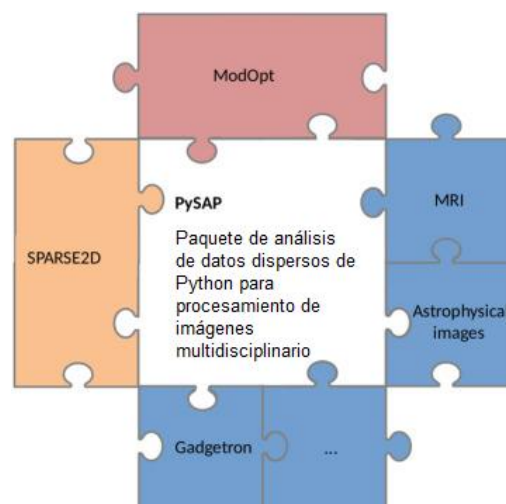 ModOpt
SPARSE2D
PySAP
Paquete de análisis
de datos dispersos de
Python para
procesamiento de
imágenes
multidisciplinario
MRI
Astrophysical
images
Gadgetron
...